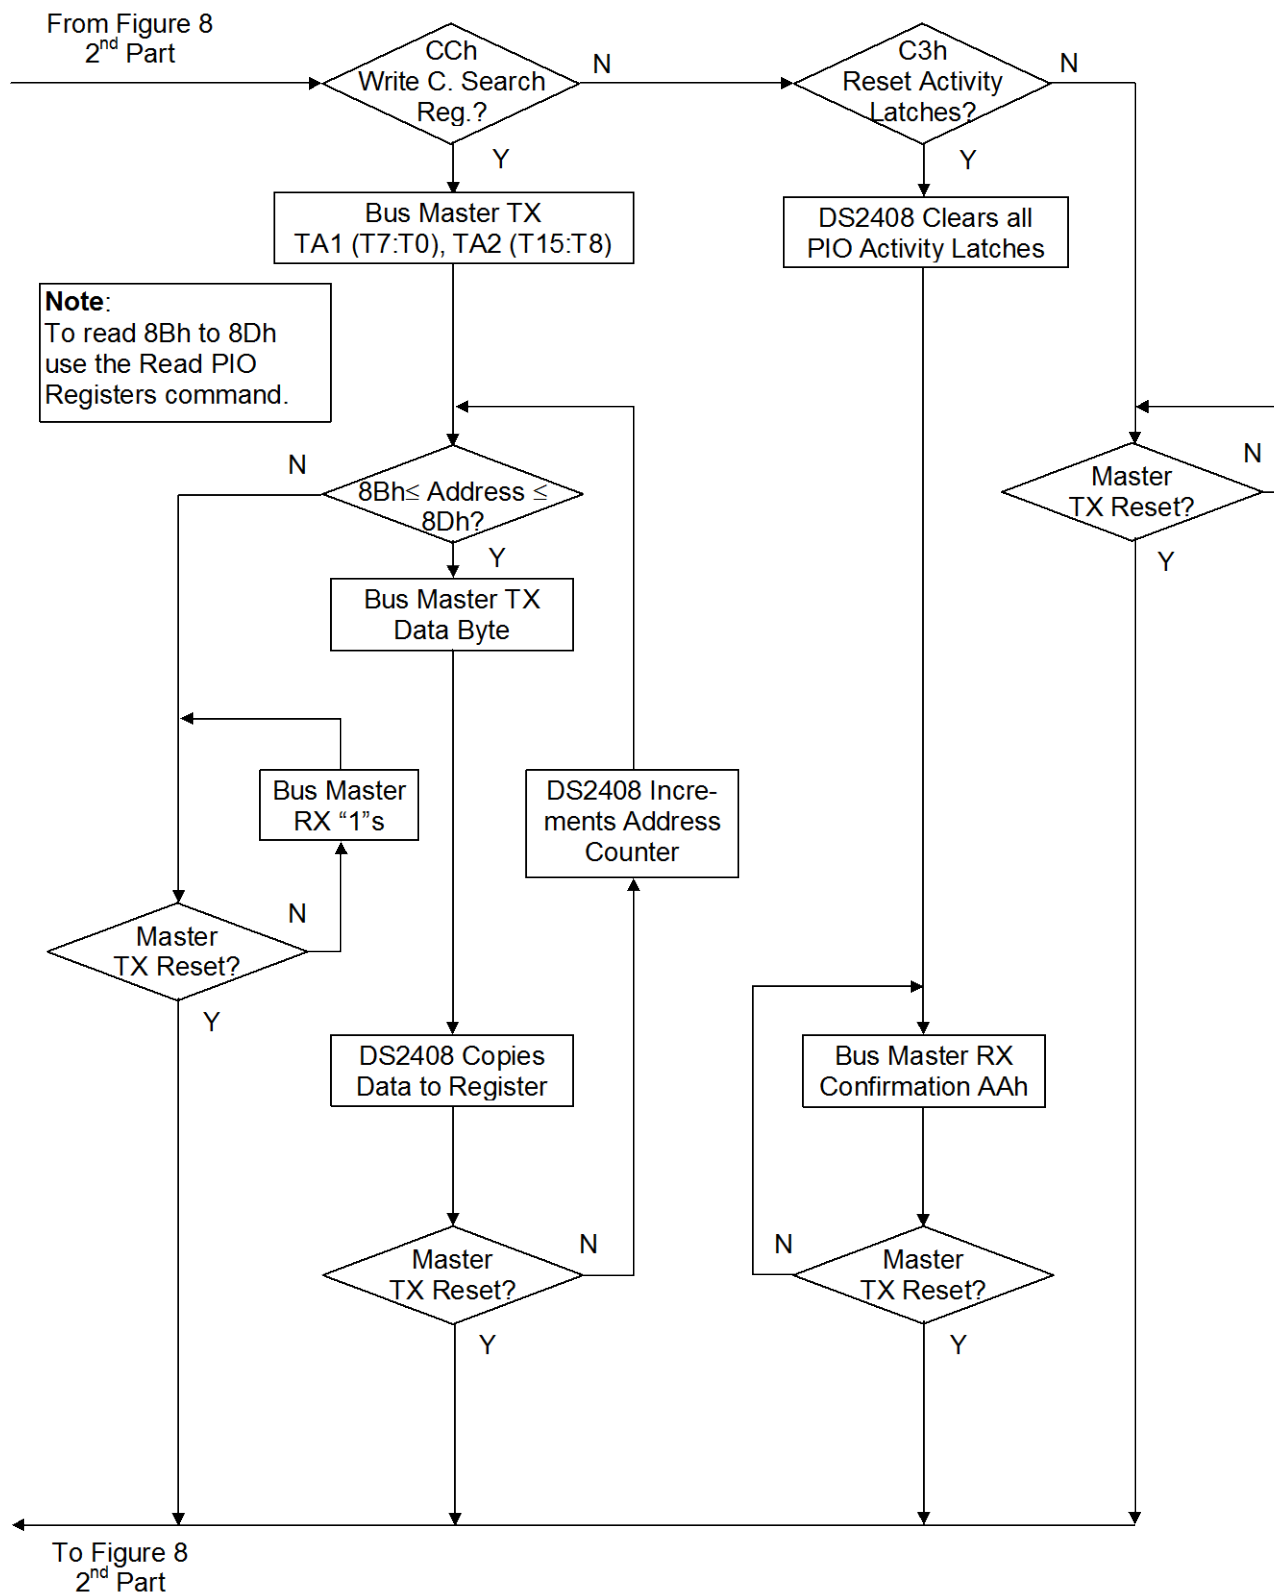 From Figure 8
2nd Part
CCh
Write C. Search
Reg.?
N
Y
C3h
Reset Activity
Latches?
N
Y
Bus Master TX
TA1 (T7:T0), TA2 (T15:T8)
DS2408 Clears all
PIO Activity Latches
Note:
To read 8Bh to 8Dh
use the Read PIO
Registers command.
N
8Bh≤ Address ≤
8Dh?
Y
Master
TX Reset?
N
Y
Bus Master TX
Data Byte
Bus Master
RX “1”s
DS2408 Incre-
ments Address
Counter
Master
TX Reset?
N
Y
DS2408 Copies
Data to Register
Bus Master RX
Confirmation AAh
Master
TX Reset?
N
Y
N
Master
TX Reset?
Y
To Figure 8
2nd Part